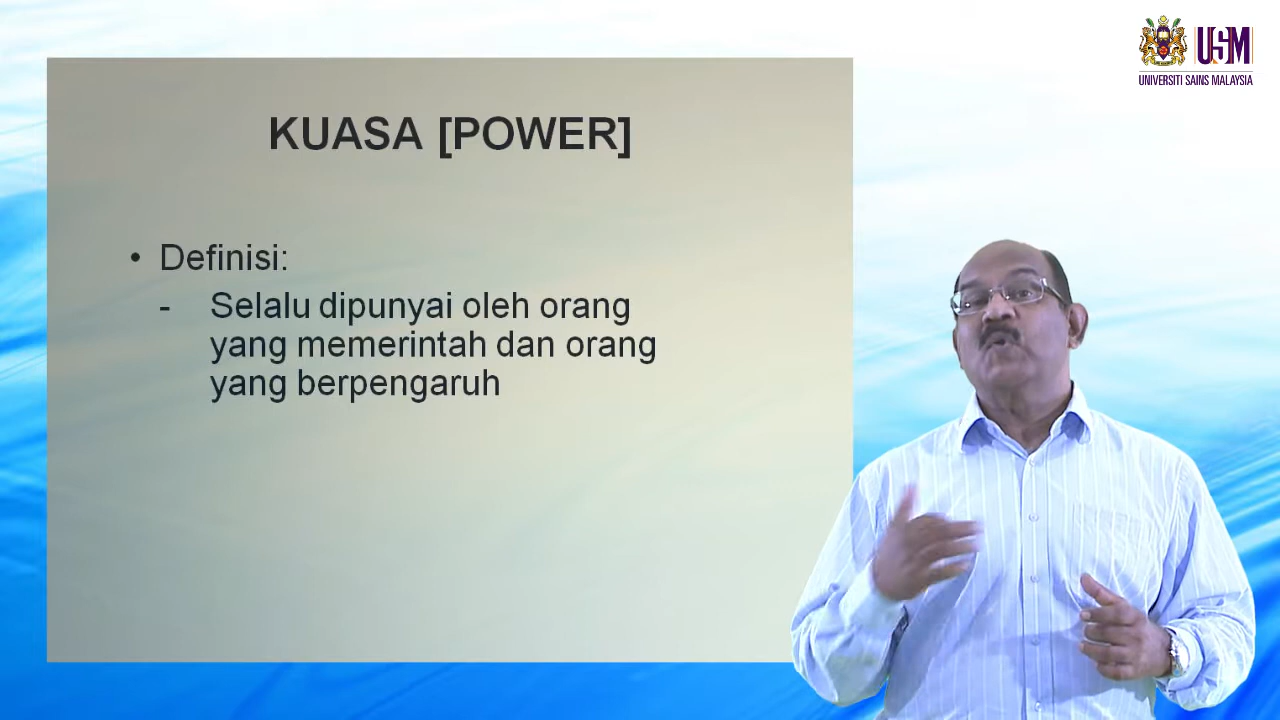 USM
UNIVERSITI SAINS MALAYSIA
KUASA [POWER]
• Definisi:
- Selalu dipunyai oleh orang
yang memerintah dan orang
yang berpengaruh